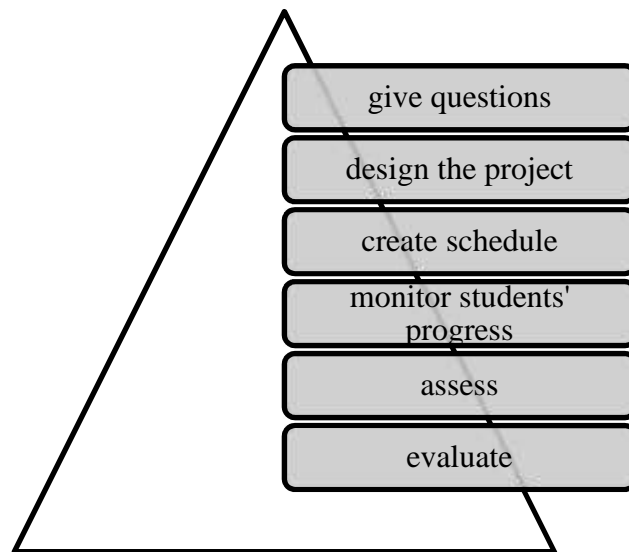 give questions
design the project
create schedule
monitor students'
progress
assess
evaluate